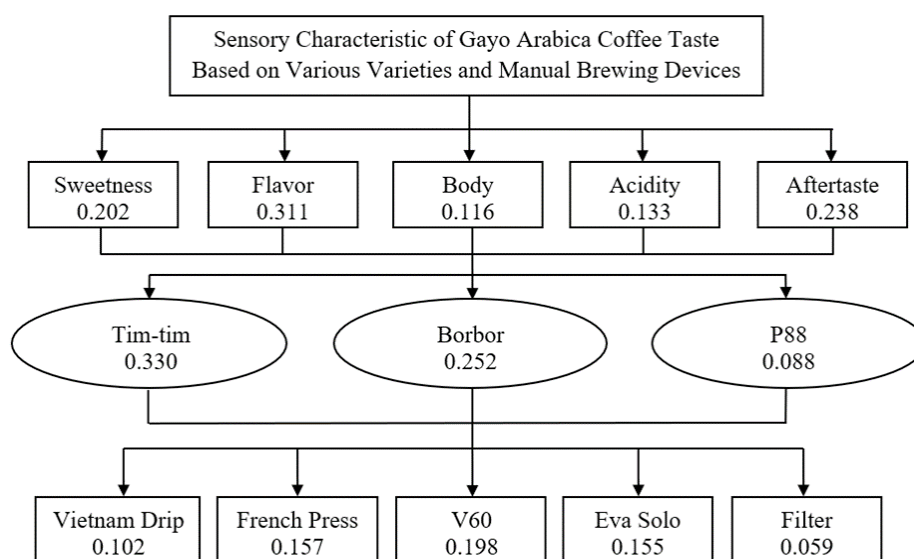 Sensory Characteristic of Gayo Arabica Coffee Taste
Based on Various Varieties and Manual Brewing Devices
Sweetness
0.202
Flavor
0.311
Body
0.116
Acidity
0.133
Aftertaste
0.238
Tim-tim
0.330
Borbor
0.252
P88
0.088
Vietnam Drip
0.102
French Press
0.157
V60
0.198
Eva Solo
0.155
Filter
0.059